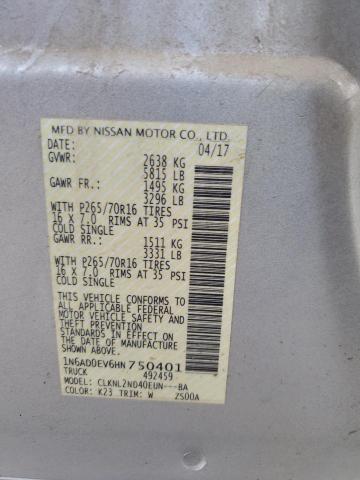 MFD BY NISSAN MOTOR CO., LTD.
DATE: 04/17
GVWR: 2638 KG
5815 LB
GAWR FR.: 1495 KG
3296 LB
WITH P265/70R16 TIRES
16 X 7.0 RIMS AT 35 PSI
COLD SINGLE
GAWR RR.: 1511 KG
3331 LB
WITH P265/70R16 TIRES
16 X 7.0 RIMS AT 35 PSI
COLD SINGLE
THIS VEHICLE CONFORMS TO
ALL APPLICABLE FEDERAL
MOTOR VEHICLE SAFETY AND
THEFT PREVENTION STANDARDS
IN EFFECT ON THE DATE OF
MANUFACTURE SHOWN ABOVE.
1N6AD0EV6HN750401
TRUCK 492459
MODEL: CLKNL2ND40EUN---BA
COLOR: K23 TRIM: W ZS00A